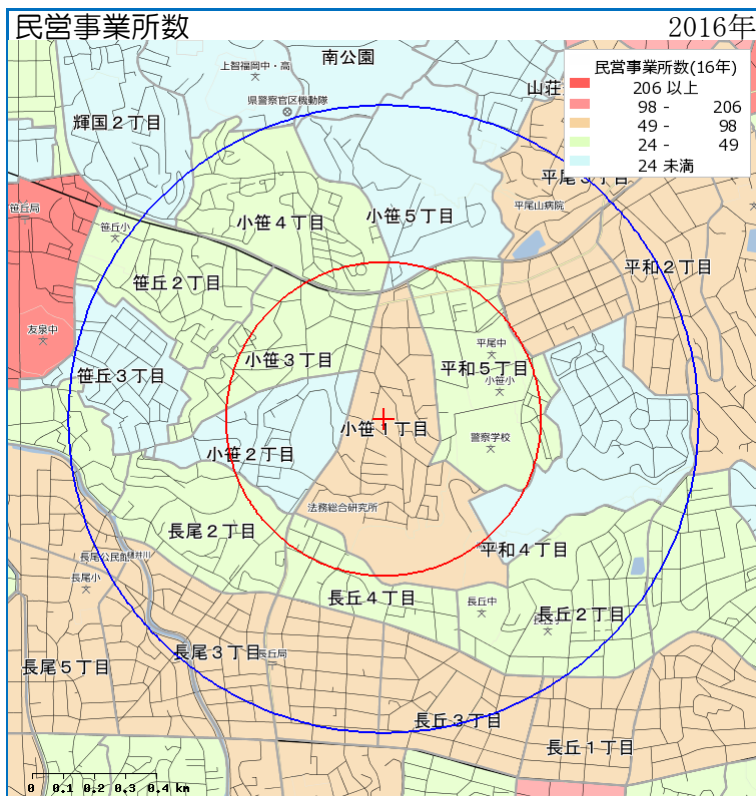 民営事業所数
2016年
民営事業所数(16年)
206 以上
98 - 206
49 - 98
24 - 49
24 未満
南公園
上智福岡中・高
県警察官区機動隊
山荘
輝国２丁目
平尾３丁目
笹丘局
笹丘小
小笹４丁目
小笹５丁目
平尾山病院
平和２丁目
笹丘２丁目
友泉中
小笹３丁目
平尾中
平和５丁目
笹丘３丁目
小笹小
小笹１丁目
警察学校
小笹２丁目
法務総合研究所
長尾２丁目
平和４丁目
長尾公民館
長尾小
長丘４丁目
長丘中
長丘２丁目
長尾３丁目
長丘局
長尾５丁目
長丘３丁目
長丘１丁目
0 0.1 0.2 0.3 0.4 km